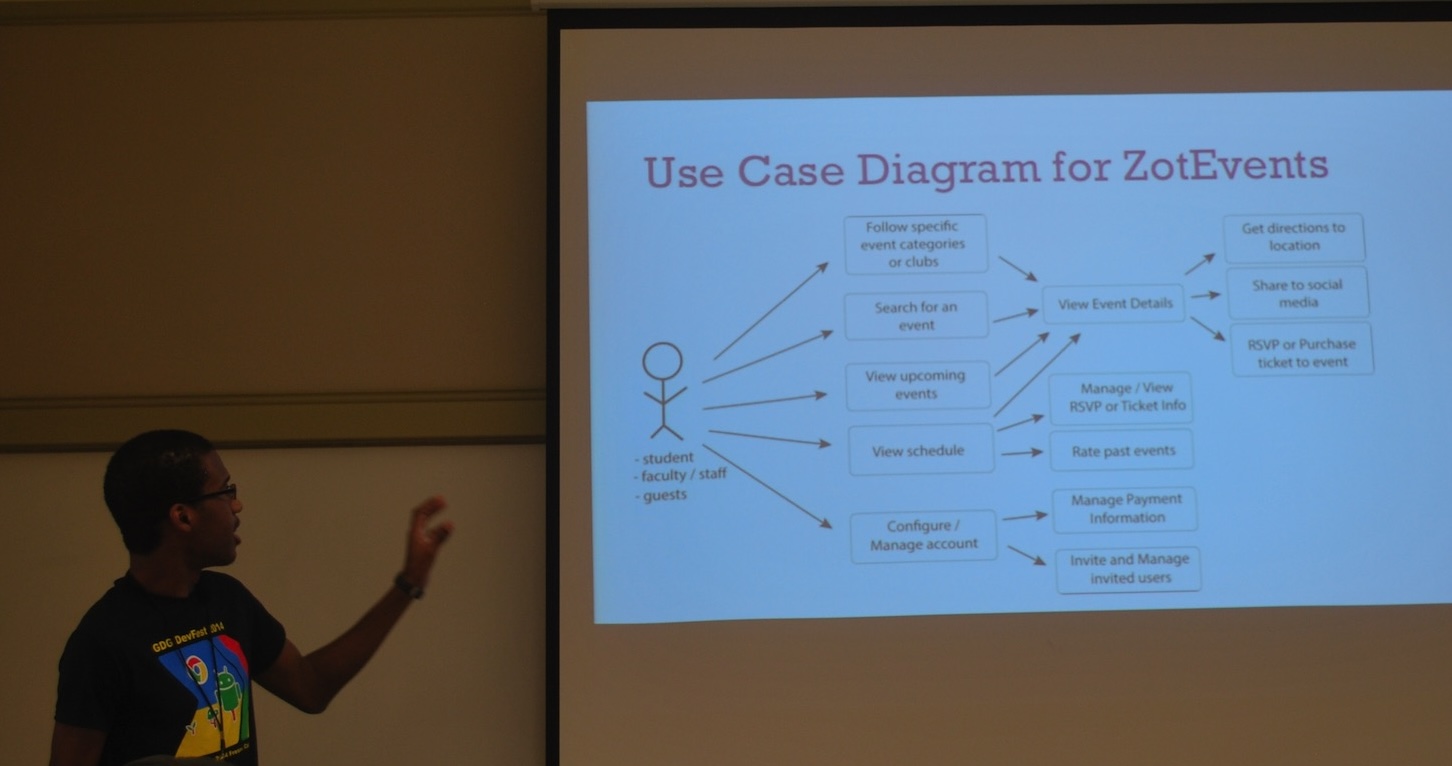 Use Case Diagram for ZotEvents
Follow specific
event categories
or clubs
Search for an
event
View upcoming
events
View schedule
Configure /
Manage account
View Event Details
Manage / View
RSVP or Ticket Info
Rate past events
Manage Payment
Information
Invite and Manage
invited users
Get directions to
location
Share to social
media
RSVP or Purchase
ticket to event
- student
- faculty / staff
- guests
GDG DevFest 2014